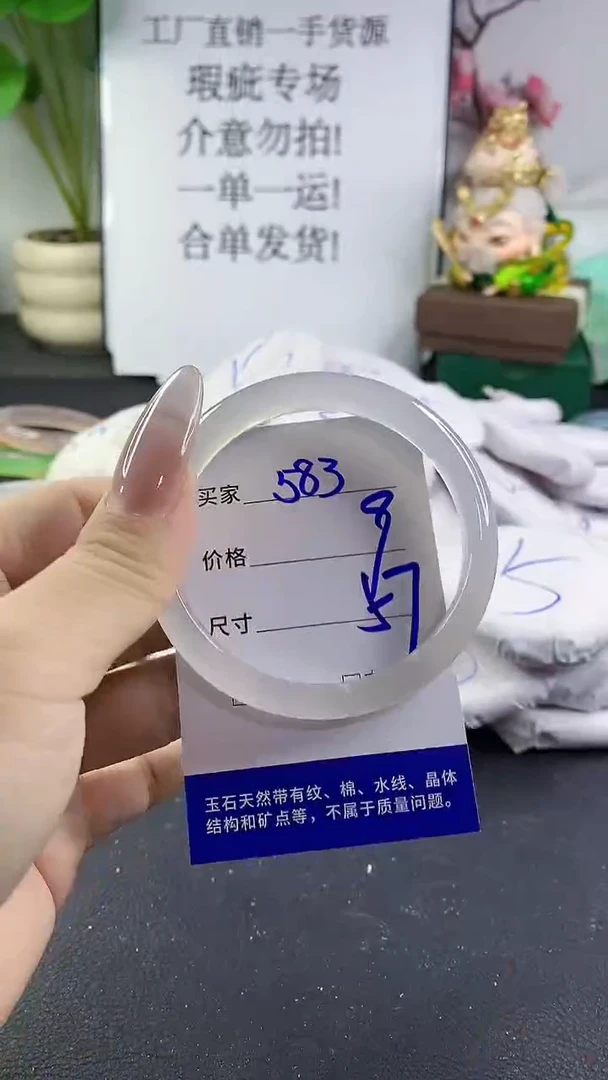 工厂直销一手货源
瑕疵专场
介意勿拍!
一单一运!
合单发货!
买家 583
价格
尺寸 57
5
玉石天然带有纹、棉、水线、晶体
结构和矿点等，不属于质量问题。